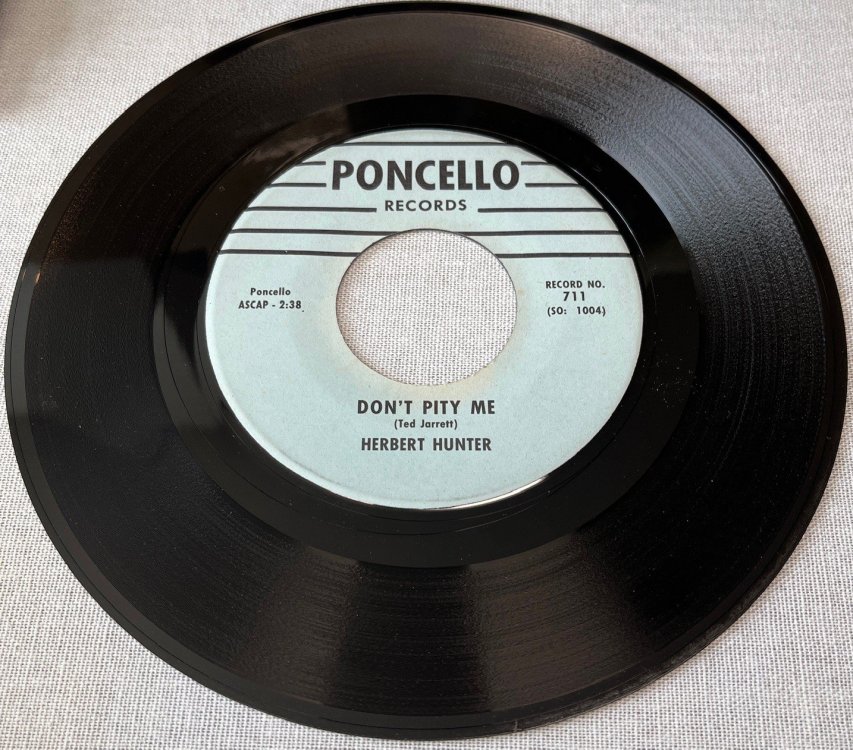 PONCELLO
RECORDS
Poncello
ASCAP - 2:38
RECORD NO.
711
(SO: 1004)
DON'T PITY ME
(Ted Jarrett)
HERBERT HUNTER